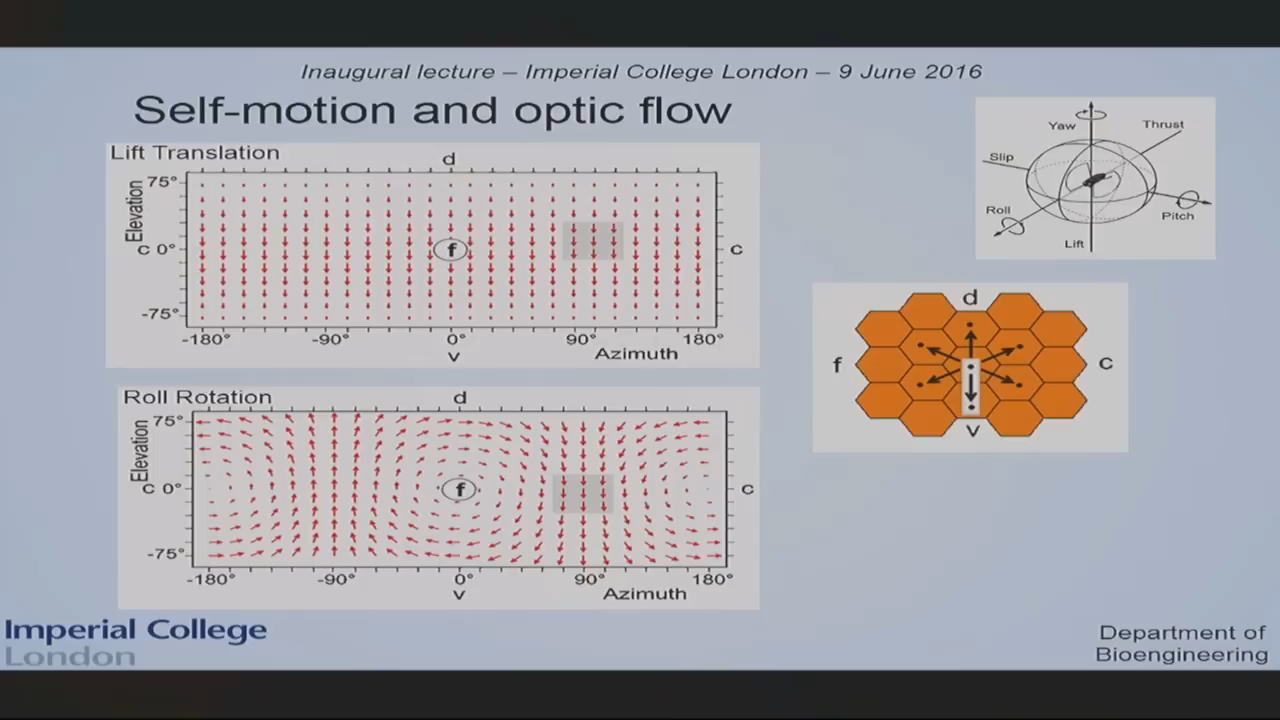 Inaugural lecture – Imperial College London – 9 June 2016
Self-motion and optic flow
Lift Translation
d
75°
Elevation
c 0°
f
c
-75°
-180°
-90°
0°
90°
180°
v
Azimuth
Roll Rotation
d
75°
Elevation
c 0°
f
c
-75°
-180°
-90°
0°
90°
180°
v
Azimuth
Yaw
Thrust
Slip
Roll
Pitch
Lift
d
f
c
v
Imperial College
London
Department of
Bioengineering